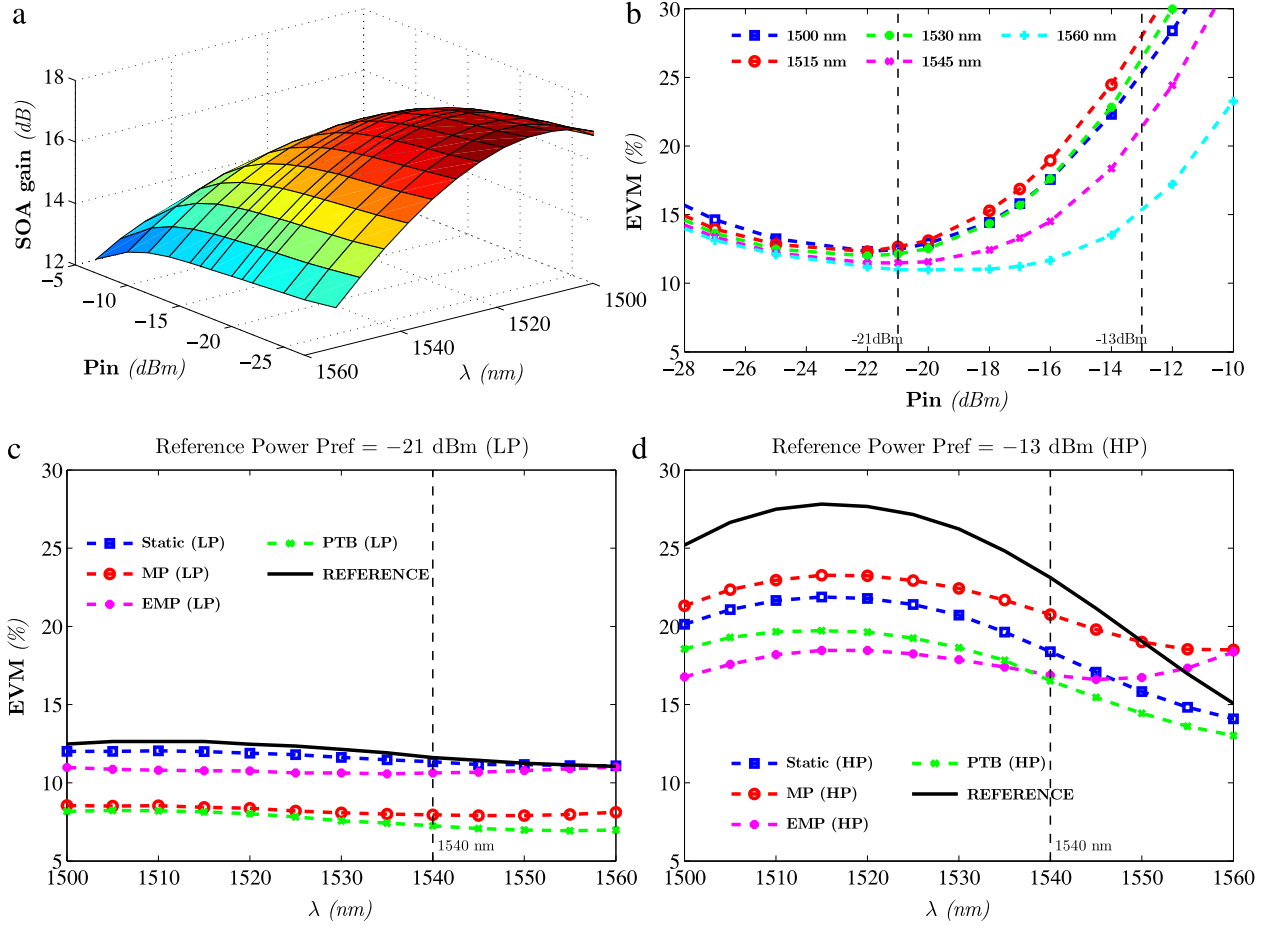 a
18
16
14
12
SOA gain (dB)
−5
−10
−15
−20
−25
Pin (dBm)
1560
1540
1520
1500
λ (nm)
b
30
25
20
15
10
5
EVM (%)
1500 nm
1530 nm
1560 nm
1515 nm
1545 nm
-21dBm
-13dBm
−28 −26 −24 −22 −20 −18 −16 −14 −12 −10
Pin (dBm)
c
Reference Power Pref = −21 dBm (LP)
30
25
20
15
10
5
EVM (%)
Static (LP)
PTB (LP)
MP (LP)
REFERENCE
EMP (LP)
1540 nm
1500 1510 1520 1530 1540 1550 1560
λ (nm)
d
Reference Power Pref = −13 dBm (HP)
30
25
20
15
10
5
Static (HP)
PTB (HP)
MP (HP)
REFERENCE
EMP (HP)
1540 nm
1500 1510 1520 1530 1540 1550 1560
λ (nm)